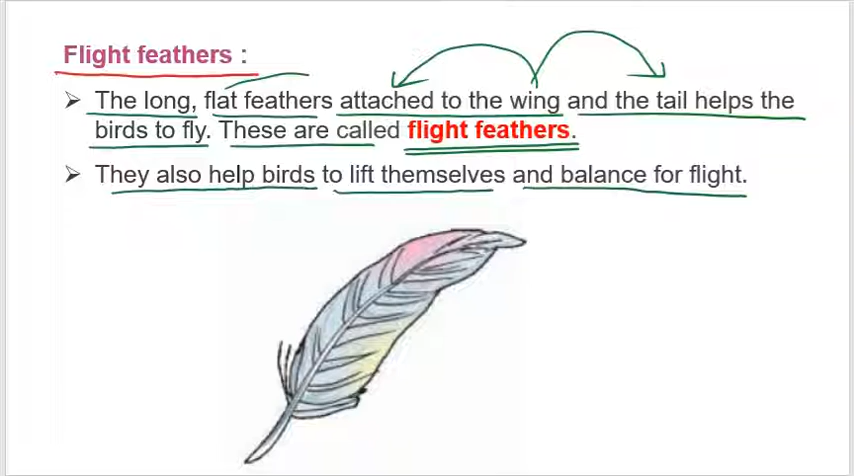 Flight feathers :
➢ The long, flat feathers attached to the wing and the tail helps the
birds to fly. These are called flight feathers.
➢ They also help birds to lift themselves and balance for flight.